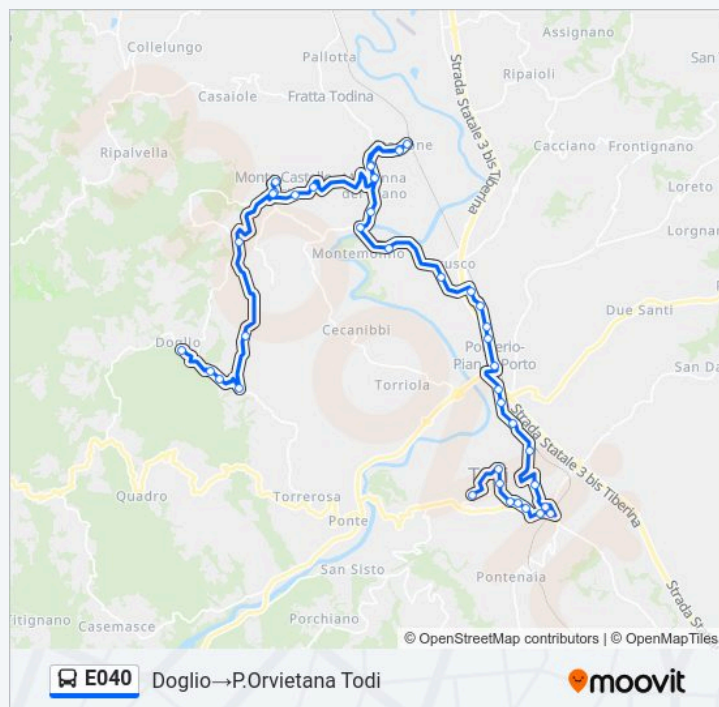 Collelungo
Assignano
San
Pallotta
Ripaioli
Casaiole
Fratta Todina
Strada Statale 3 bis Tiberina
Cacciano
Frontignano
Ripalvella
Loreto
Montemolino
Lorgna
Doglio
Cecanibbi
Due Santi
Torriola
San Da
Strada Statale 3 bis Tiberina
Quadro
Torrerosa
Ponte
San Sisto
Pontenaia
Strada
Porchiano
Titignano
Casemasce
© OpenStreetMap contributors | © OpenMapTiles
E040
Doglio→P.Orvietana Todi
moovit